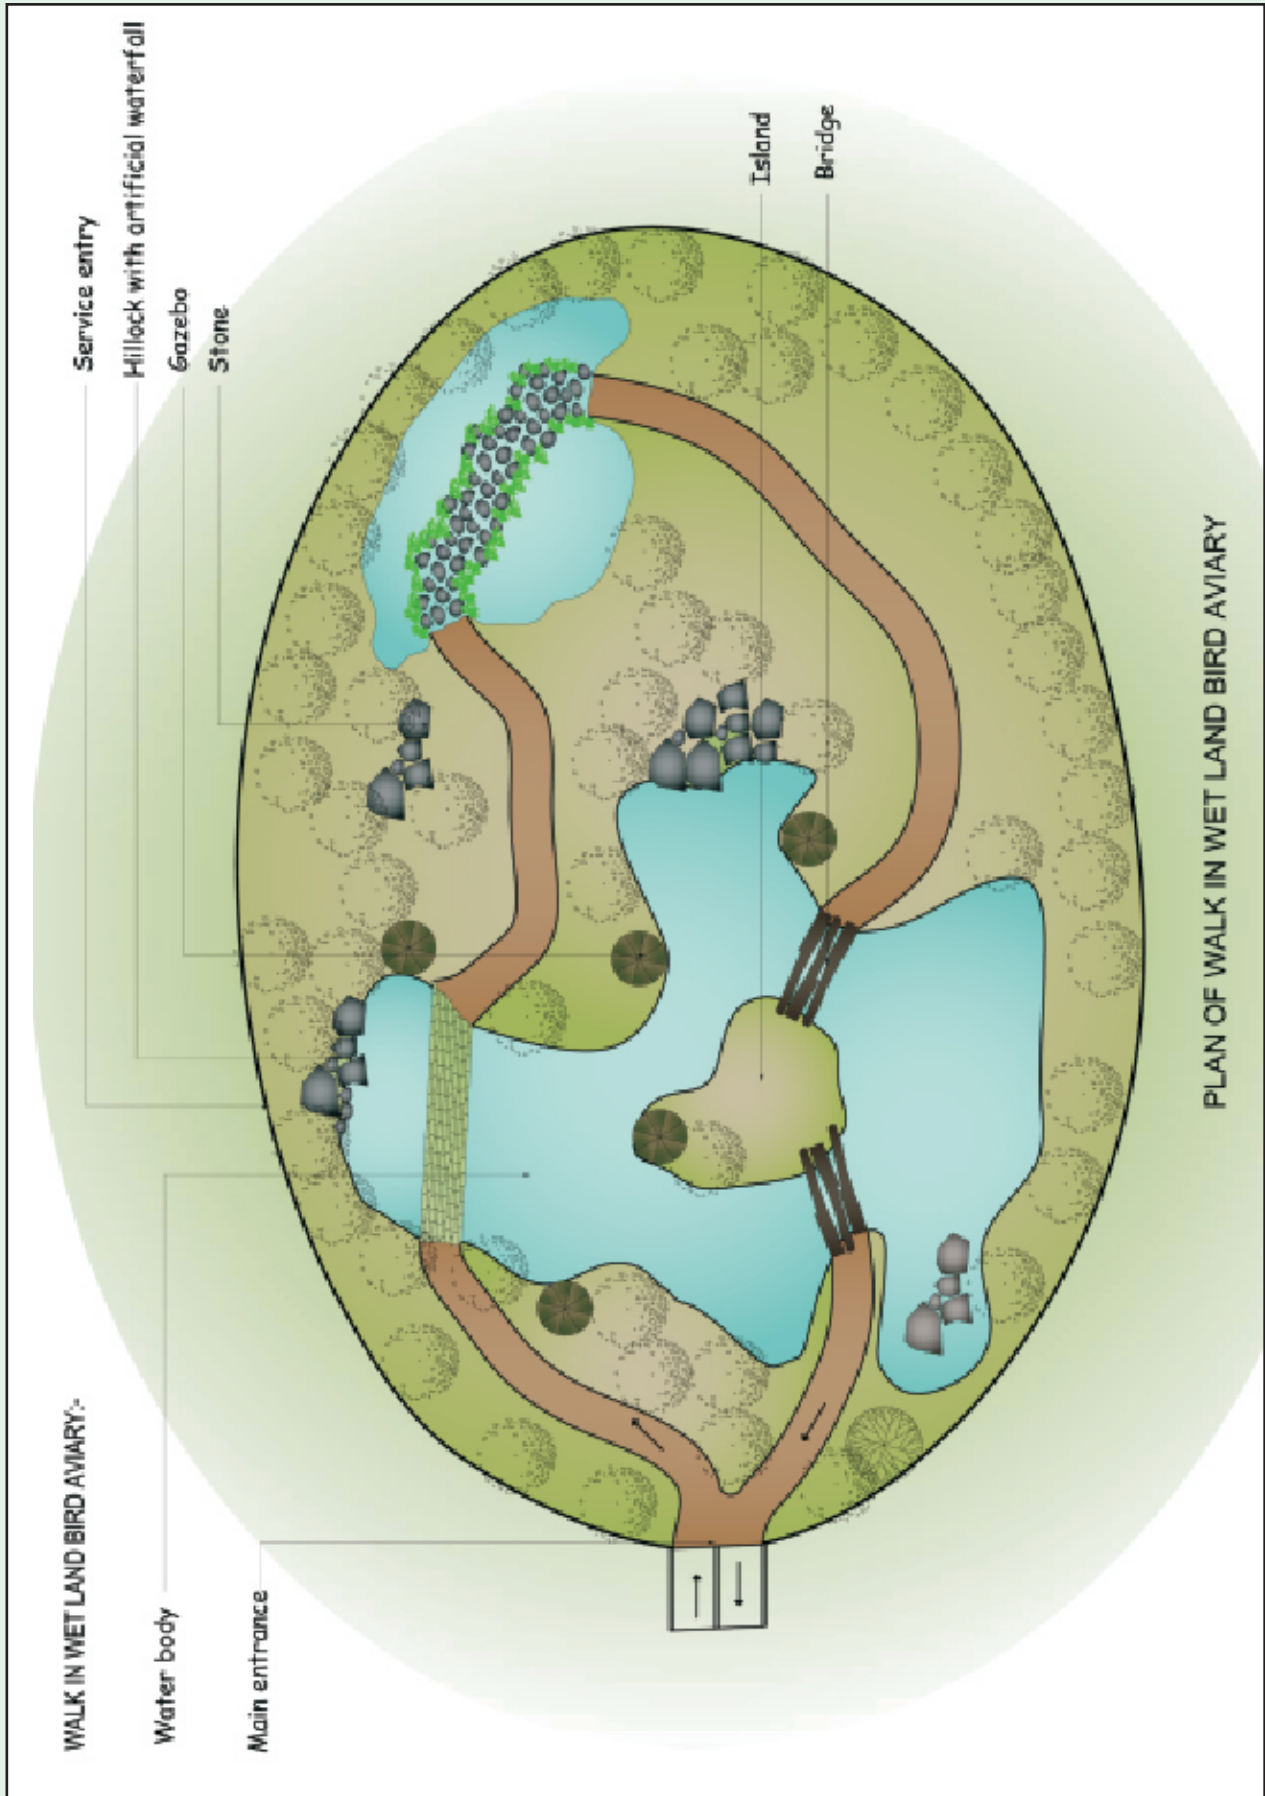 WALK IN WET LAND BIRD AVIARY:-
Service entry
Hillock with artificial waterfall
Gazebo
Stone
Water body
Main entrance
Island
Bridge
PLAN OF WALK IN WET LAND BIRD AVIARY